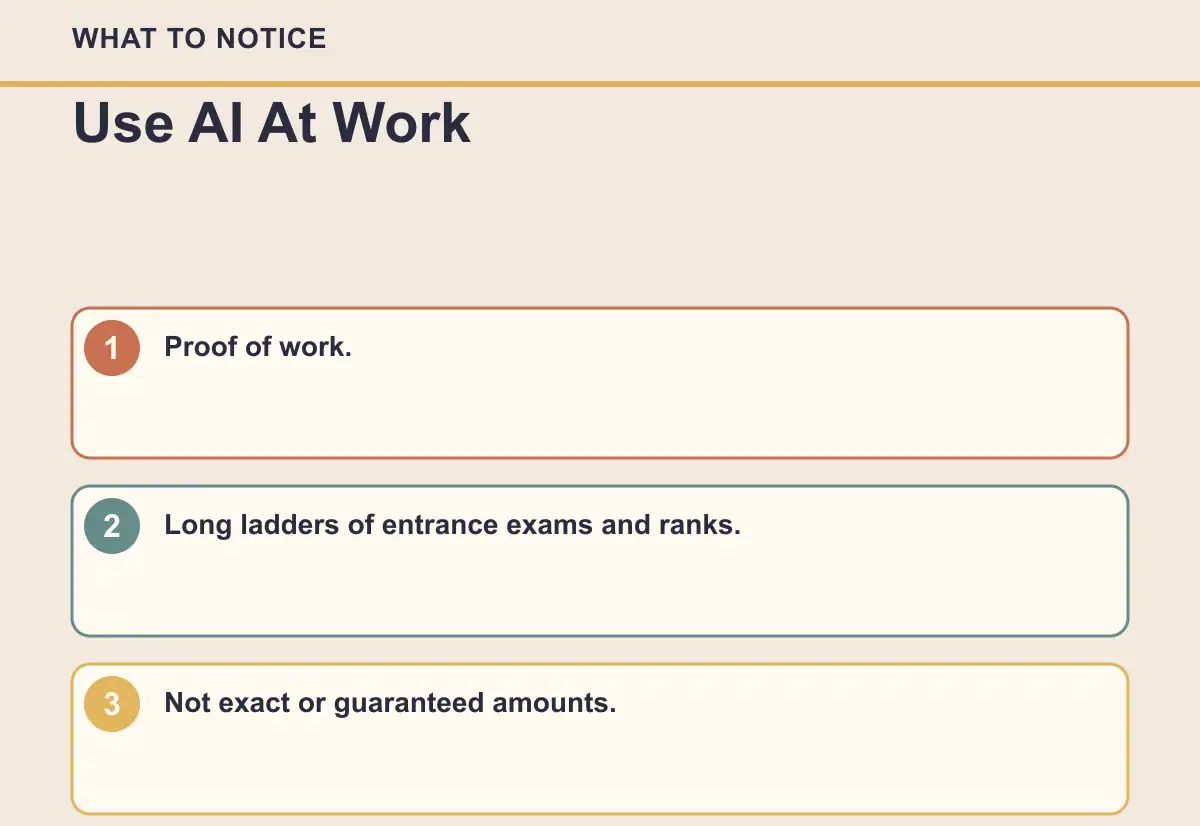 WHAT TO NOTICE
Use AI At Work
1
Proof of work.
2
Long ladders of entrance exams and ranks.
3
Not exact or guaranteed amounts.